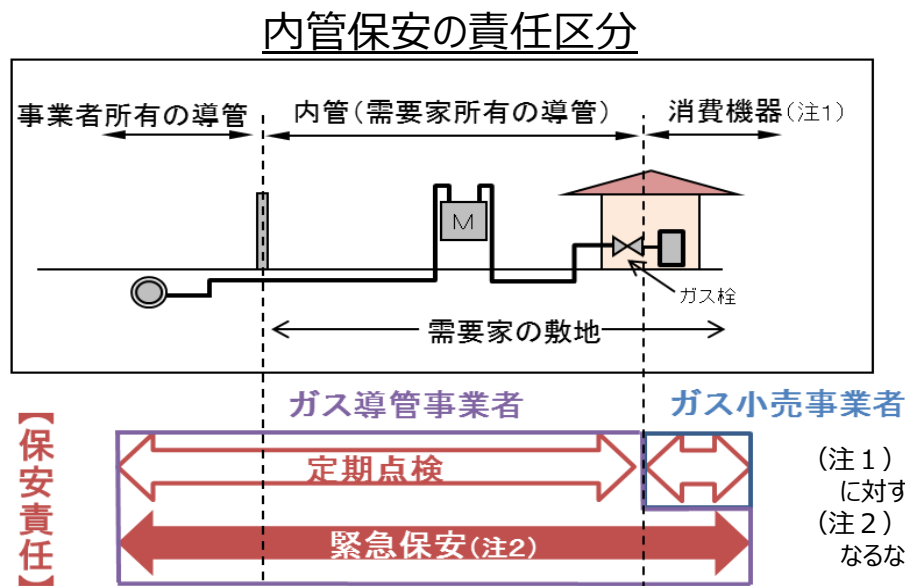 内管保安の責任区分
事業者所有の導管
内管(需要家所有の導管)
消費機器(注1)
M
ガス栓
需要家の敷地
ガス導管事業者
ガス小売事業者
【保安責任】
定期点検
緊急保安(注2)
(注1)
に対す
(注2)
なるな